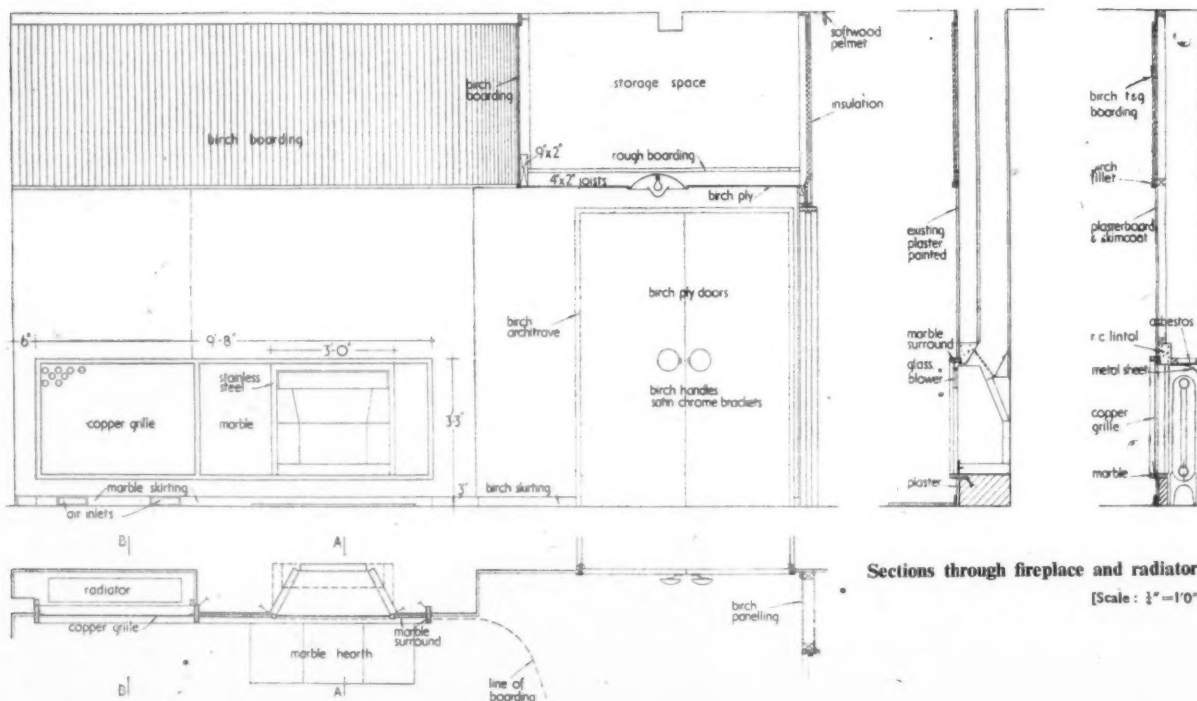 softwood
pelmet
birch
boarding
storage space
insulation
birch boarding
9"x2"
rough boarding
4"x2" joists
birch ply
birch t&g
boarding
birch
fillet
existing
plaster
painted
plasterboard
& skimcoat
birch ply doors
birch
architrave
6"
9'-8"
3'-0"
stainless
steel
copper grille
marble
3'3"
birch handles
satin chrome brackets
marble
surround
glass
blower
r.c. lintol
asbestos
metal sheet
copper
grille
plaster
marble
marble skirting
3"
birch skirting
air inlets
B
A
radiator
copper grille
marble
surround
marble hearth
line of
boarding
birch
panelling
B
A
Sections through fireplace and radiator
[Scale : ½"=1'0"